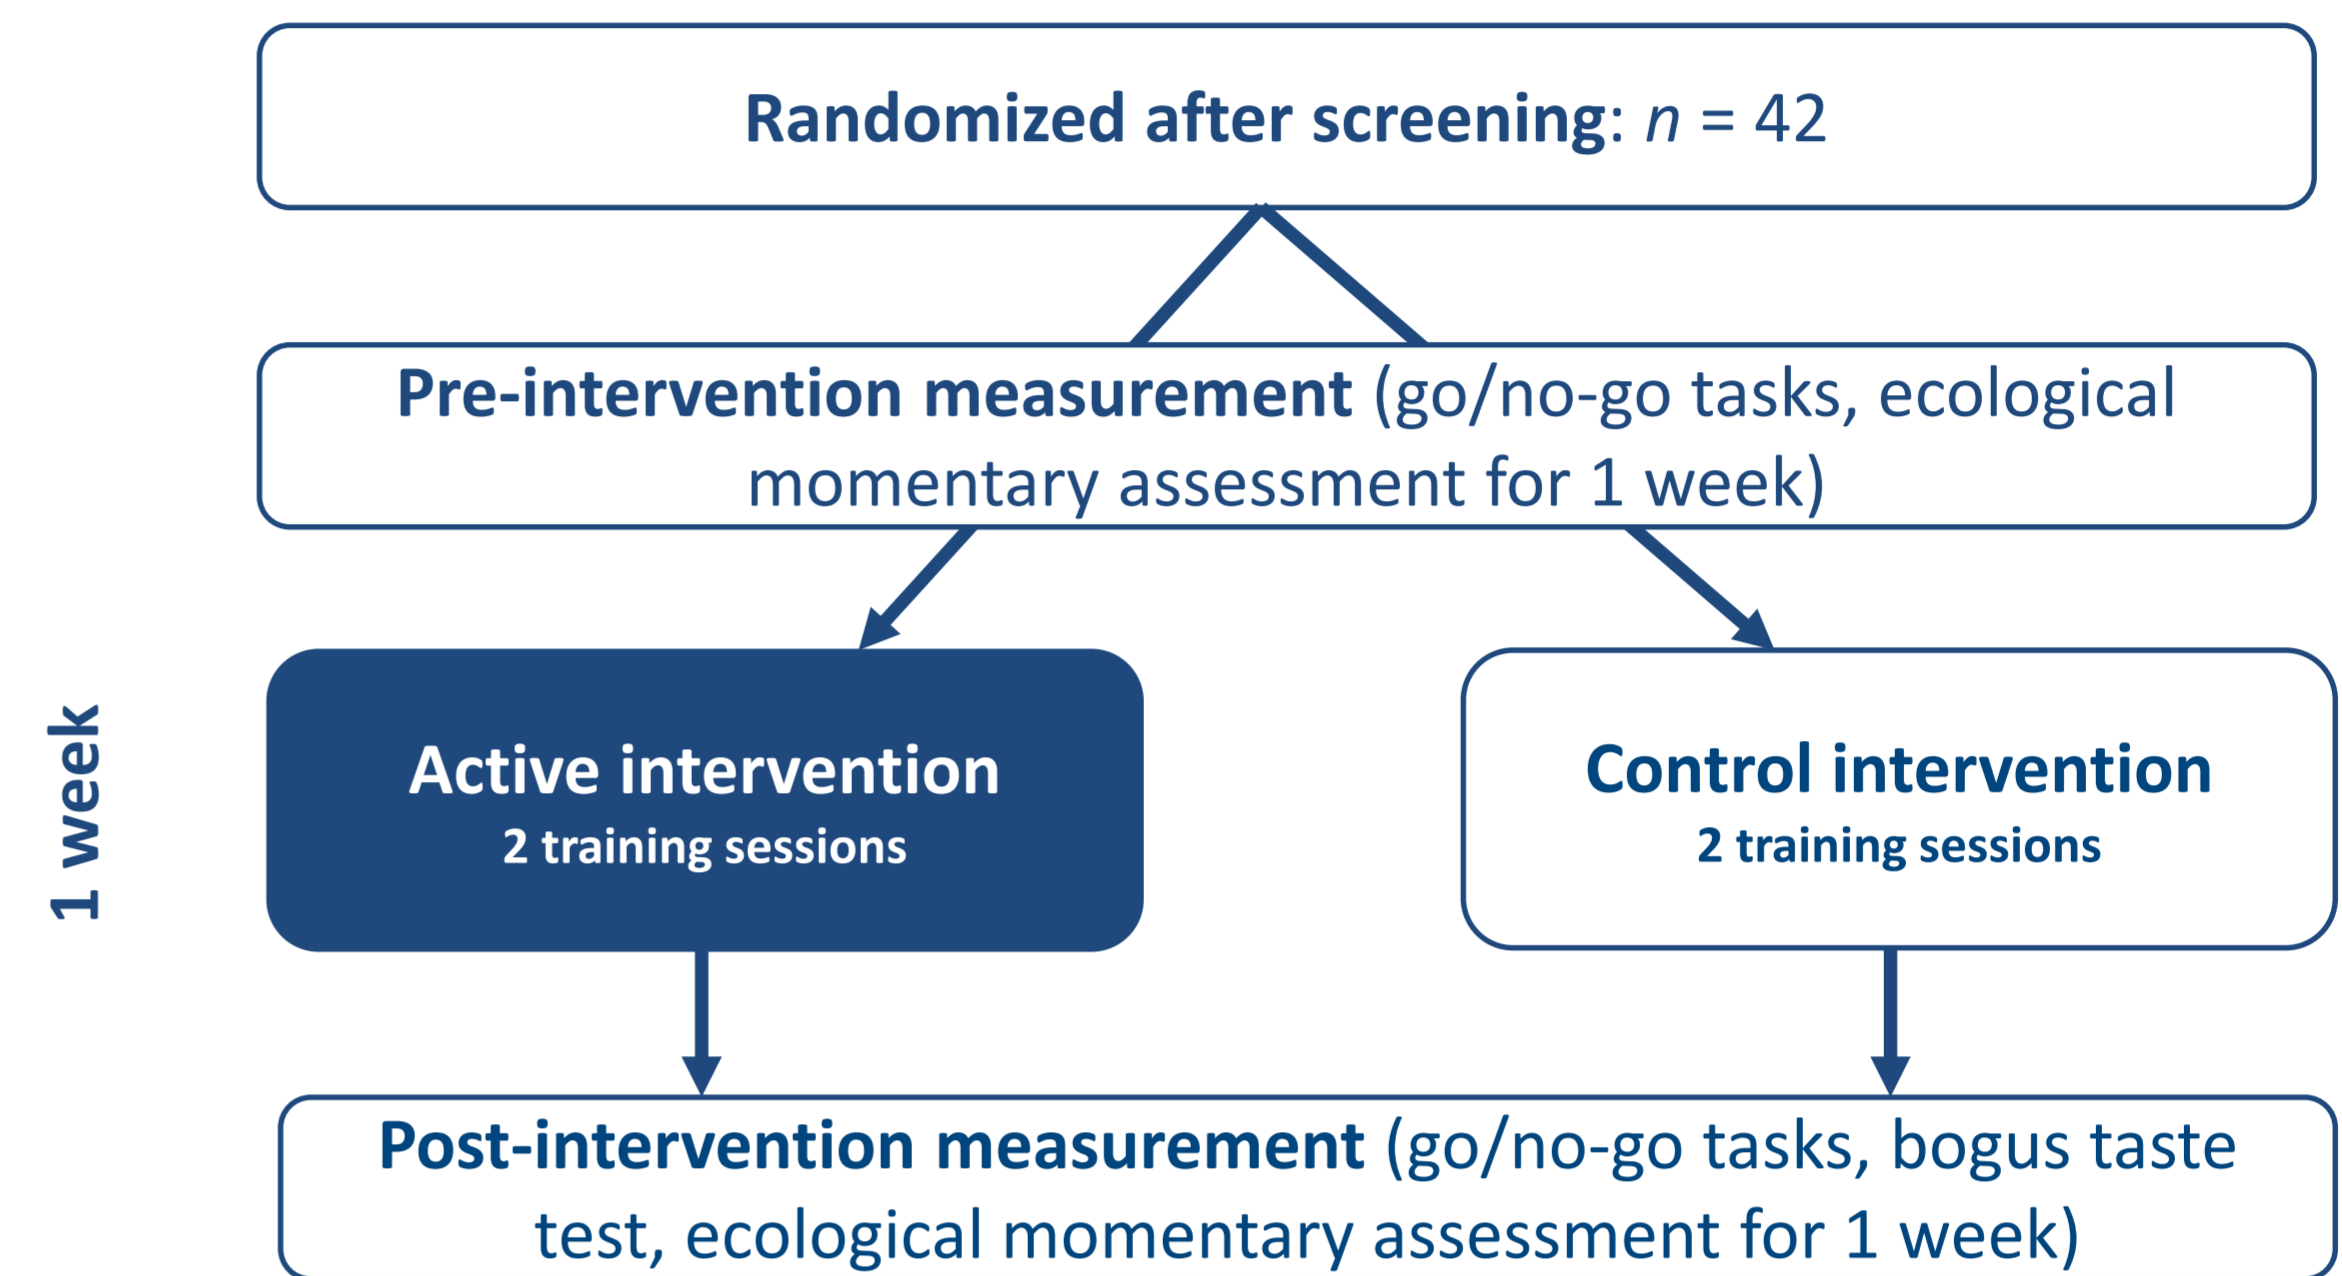 Randomized after screening: n = 42
Pre-intervention measurement (go/no-go tasks, ecological
momentary assessment for 1 week)
1 week
Active intervention
2 training sessions
Control intervention
2 training sessions
Post-intervention measurement (go/no-go tasks, bogus taste
test, ecological momentary assessment for 1 week)